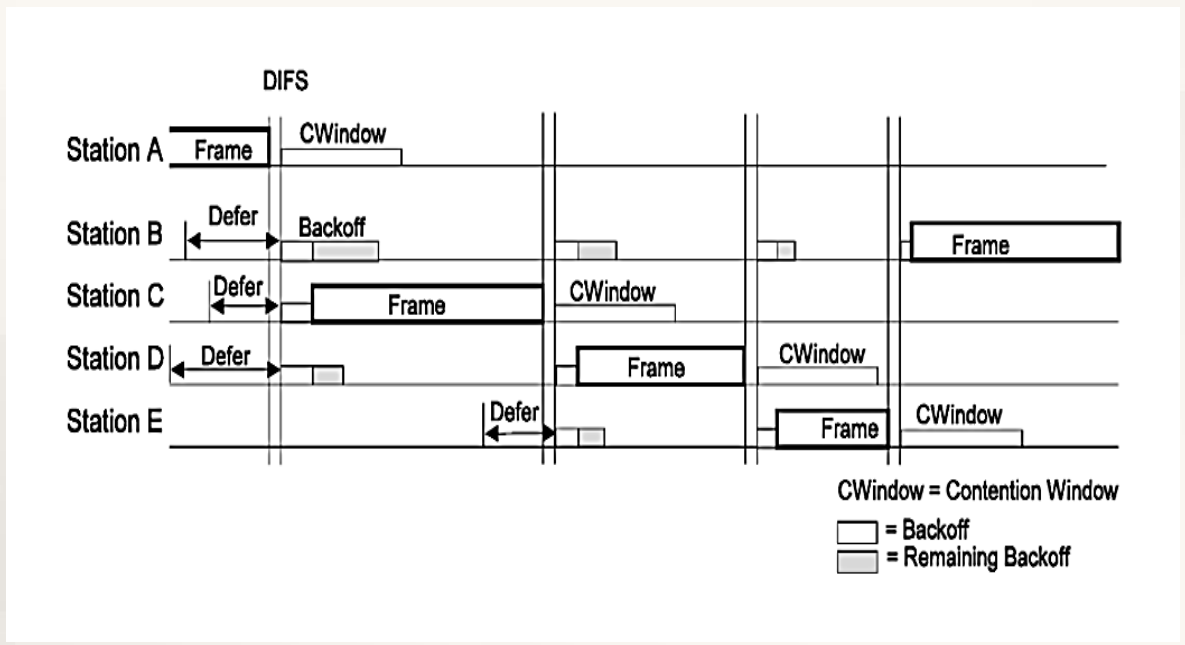 DIFS
Station A Frame CWindow
Station B Defer Backoff Frame
Station C Defer Frame CWindow
Station D Defer Frame CWindow
Station E Defer Frame CWindow
CWindow = Contention Window
= Backoff
= Remaining Backoff